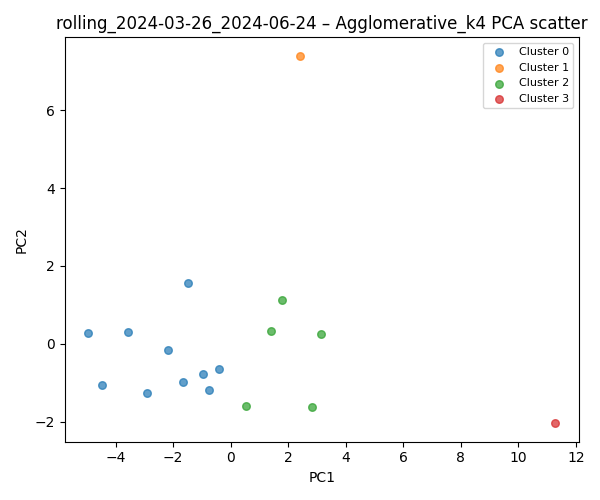 rolling_2024-03-26_2024-06-24 – Agglomerative_k4 PCA scatter
Cluster 0
Cluster 1
Cluster 2
Cluster 3
PC2
6
4
2
0
−2
−4 −2 0 2 4 6 8 10 12
PC1